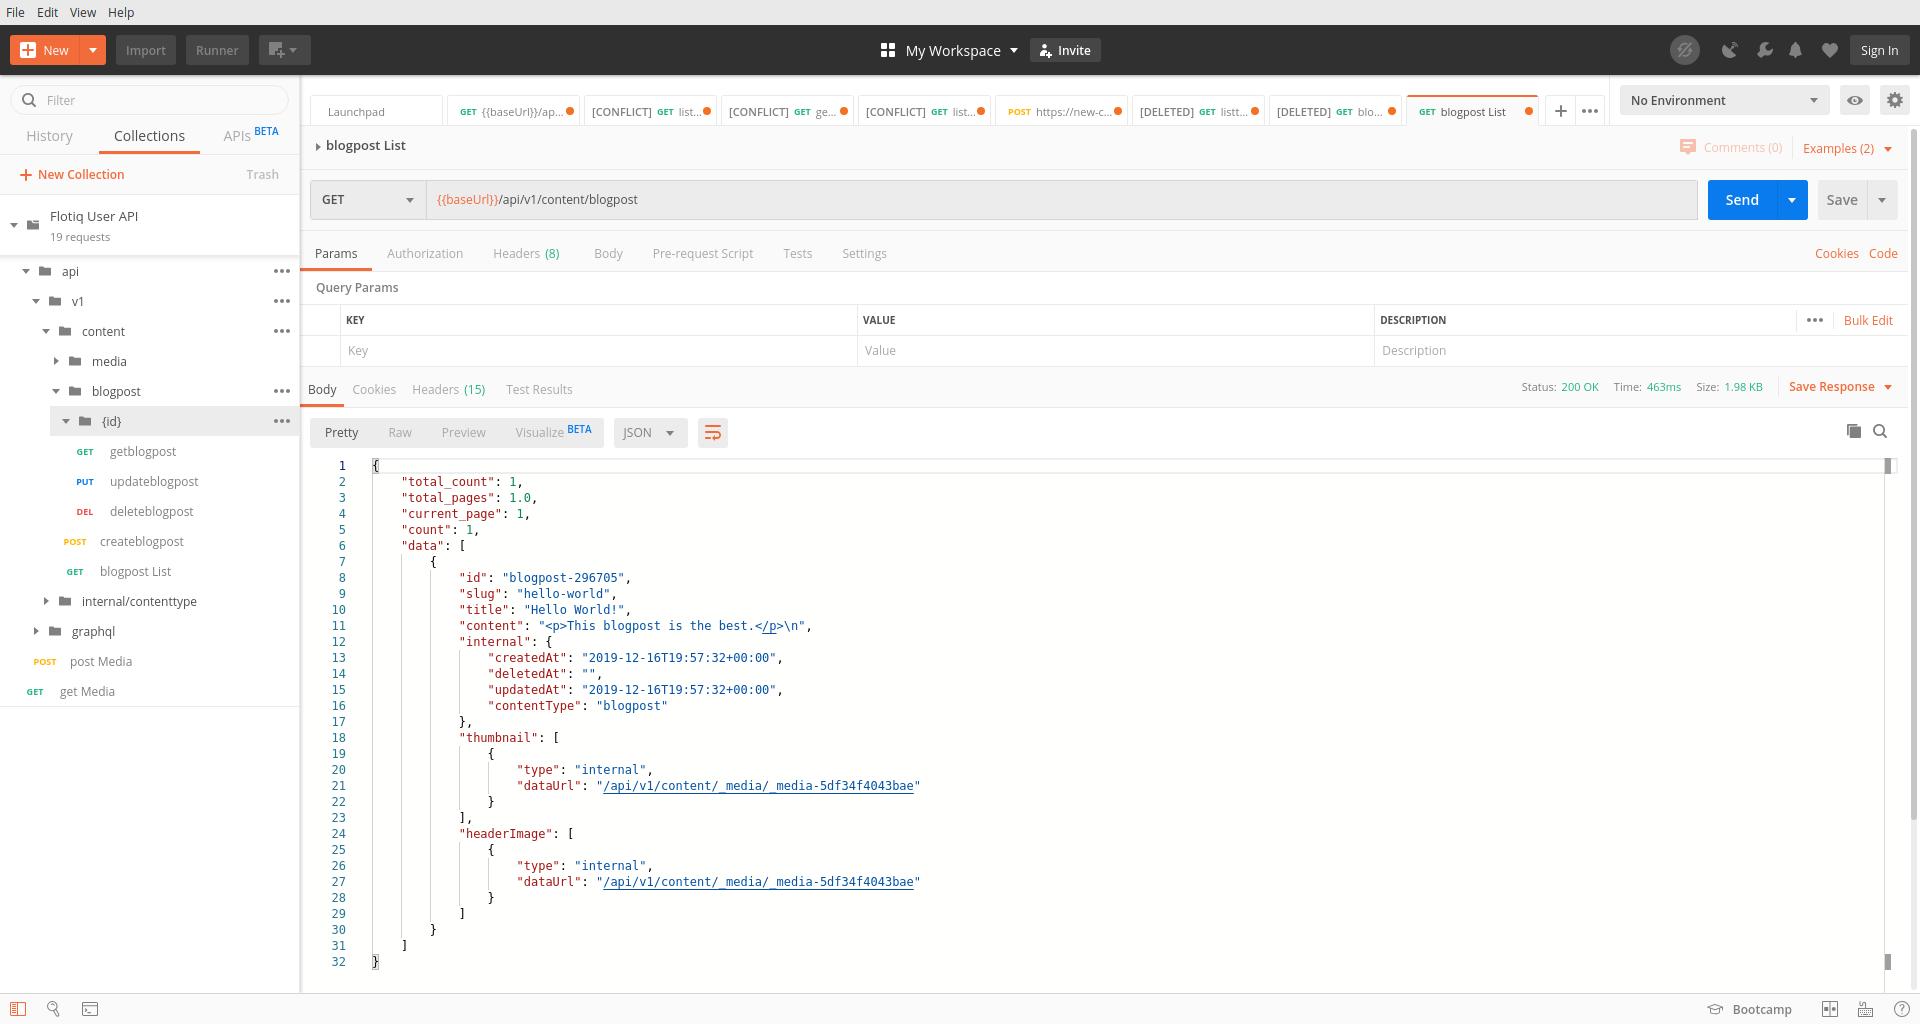 File Edit View Help
New Import Runner My Workspace Invite Sign In
Filter
History Collections APIs BETA
New Collection Trash
Flotiq User API
19 requests
api
v1
content
media
blogpost
{id}
GET getblogpost
PUT updateblogpost
DEL deleteblogpost
POST createblogpost
GET blogpost List
internal/contenttype
graphql
POST post Media
GET get Media
Launchpad GET {{baseUrl}}/ap... [CONFLICT] GET list... [CONFLICT] GET ge... [CONFLICT] GET list... POST https://new-c... [DELETED] GET listt... [DELETED] GET blo... GET blogpost List No Environment
blogpost List Comments (0) Examples (2)
GET {{baseUrl}}/api/v1/content/blogpost Send Save
Params Authorization Headers (8) Body Pre-request Script Tests Settings Cookies Code
Query Params
KEY VALUE DESCRIPTION Bulk Edit
Key Value Description
Body Cookies Headers (15) Test Results Status: 200 OK Time: 463ms Size: 1.98 KB Save Response
Pretty Raw Preview Visualize BETA JSON
1 {
2 "total_count": 1,
3 "total_pages": 1.0,
4 "current_page": 1,
5 "count": 1,
6 "data": [
7 {
8 "id": "blogpost-296705",
9 "slug": "hello-world",
10 "title": "Hello World!",
11 "content": "<p>This blogpost is the best.</p>\n",
12 "internal": {
13 "createdAt": "2019-12-16T19:57:32+00:00",
14 "deletedAt": "",
15 "updatedAt": "2019-12-16T19:57:32+00:00",
16 "contentType": "blogpost"
17 },
18 "thumbnail": [
19 {
20 "type": "internal",
21 "dataUrl": "/api/v1/content/_media/_media-5df34f4043bae"
22 }
23 ],
24 "headerImage": [
25 {
26 "type": "internal",
27 "dataUrl": "/api/v1/content/_media/_media-5df34f4043bae"
28 }
29 ]
30 }
31 ]
32 }
Bootcamp